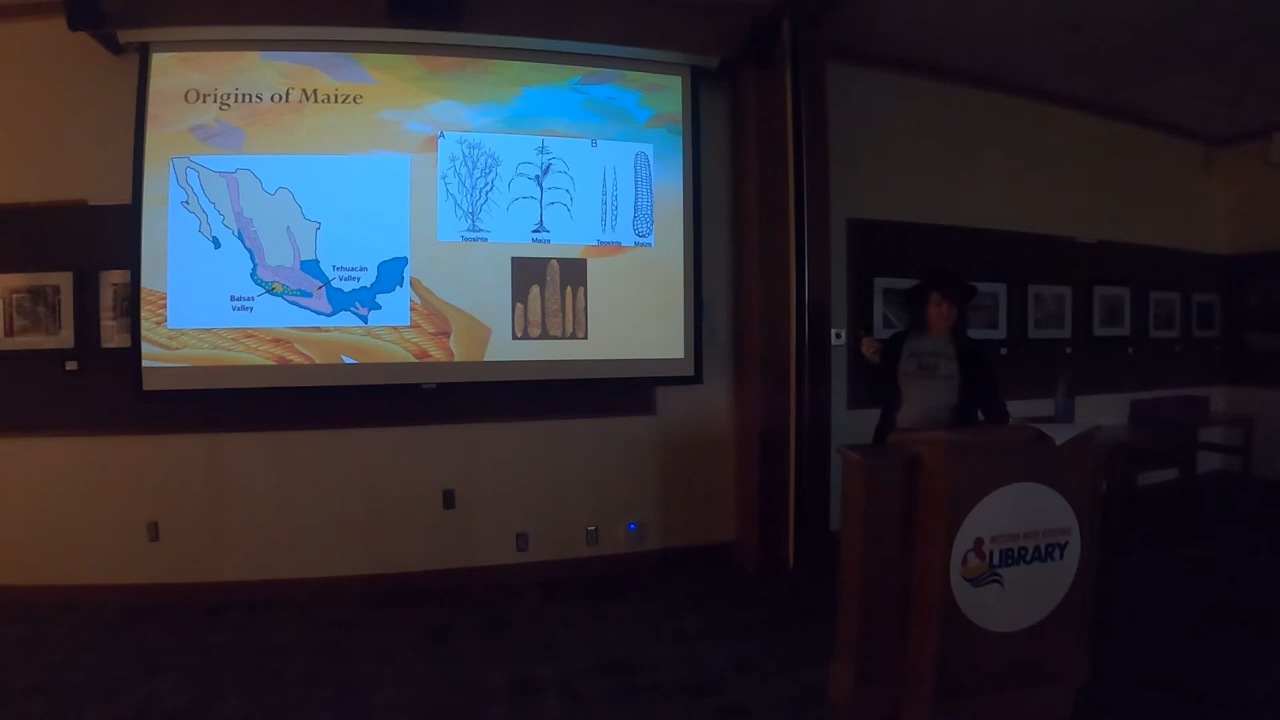 Origins of Maize
A
B
Teosinte
Maize
Teosinte
Maize
Tehuacán
Valley
Balsas
Valley
LIBRARY